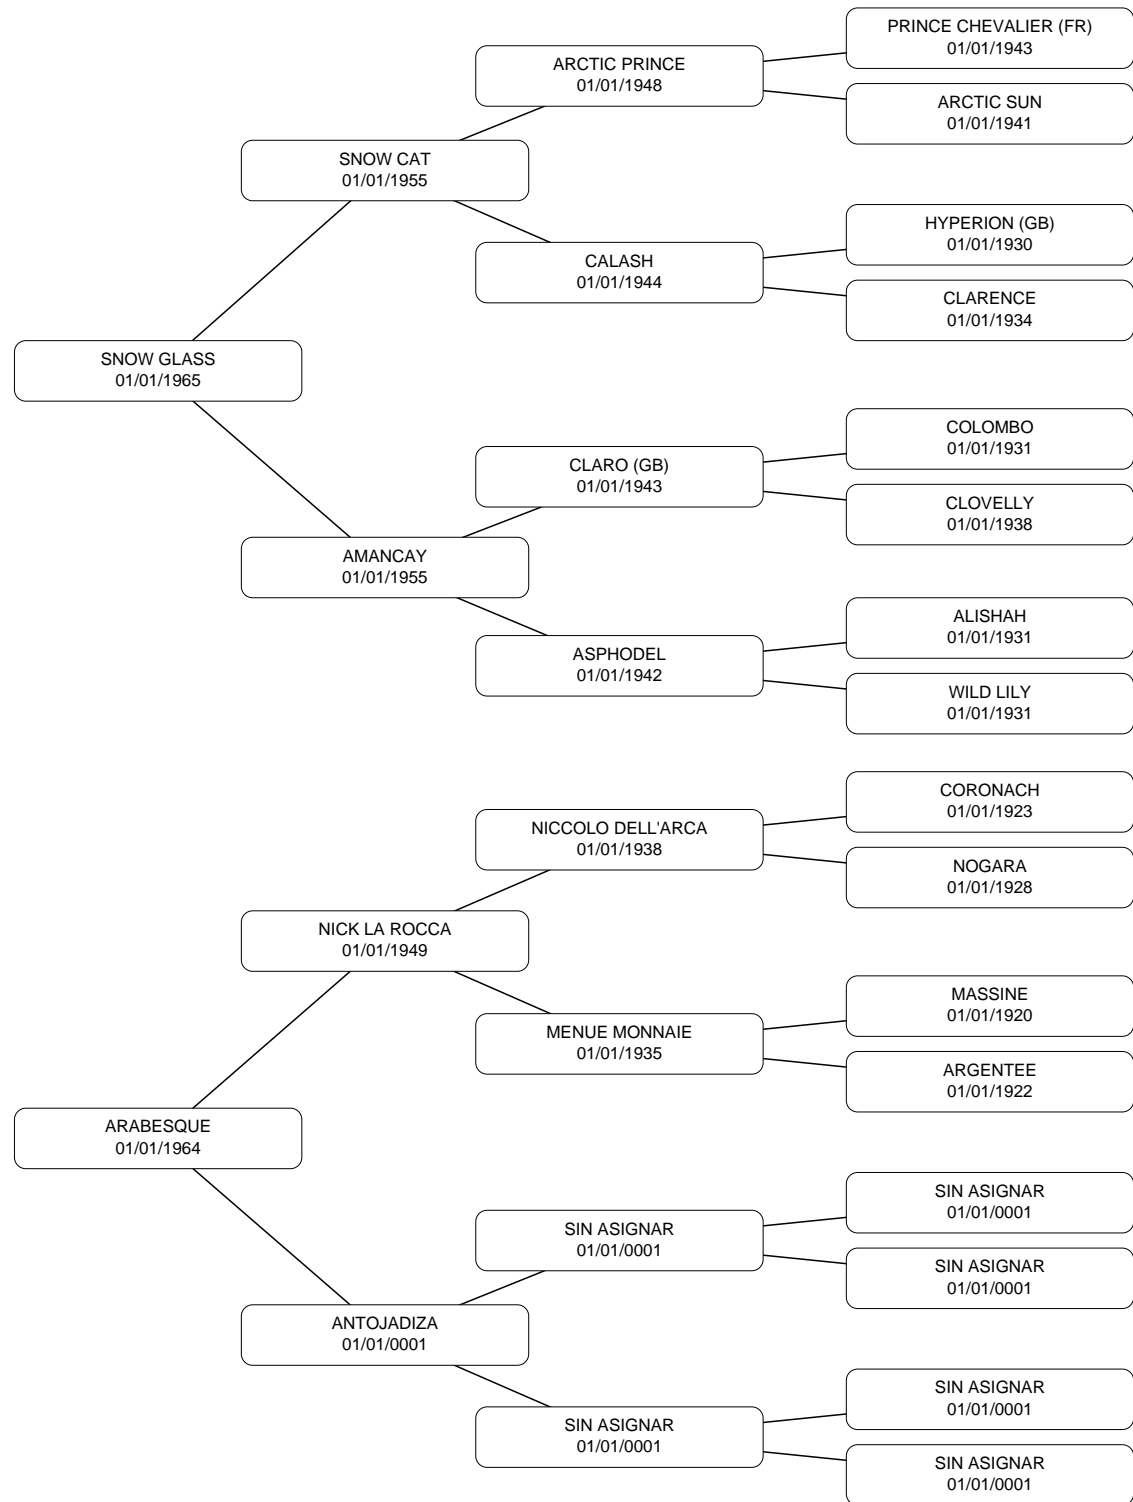 PRINCE CHEVALIER (FR)
01/01/1943
ARCTIC PRINCE
01/01/1948
ARCTIC SUN
01/01/1941
SNOW CAT
01/01/1955
HYPERION (GB)
01/01/1930
CALASH
01/01/1944
CLARENCE
01/01/1934
SNOW GLASS
01/01/1965
COLOMBO
01/01/1931
CLARO (GB)
01/01/1943
CLOVELLY
01/01/1938
AMANCAY
01/01/1955
ALISHAH
01/01/1931
ASPHODEL
01/01/1942
WILD LILY
01/01/1931
CORONACH
01/01/1923
NICCOLO DELL'ARCA
01/01/1938
NOGARA
01/01/1928
NICK LA ROCCA
01/01/1949
MASSINE
01/01/1920
MENUE MONNAIE
01/01/1935
ARGENTEE
01/01/1922
ARABESQUE
01/01/1964
SIN ASIGNAR
01/01/0001
SIN ASIGNAR
01/01/0001
SIN ASIGNAR
01/01/0001
ANTOJADIZA
01/01/0001
SIN ASIGNAR
01/01/0001
SIN ASIGNAR
01/01/0001
SIN ASIGNAR
01/01/0001